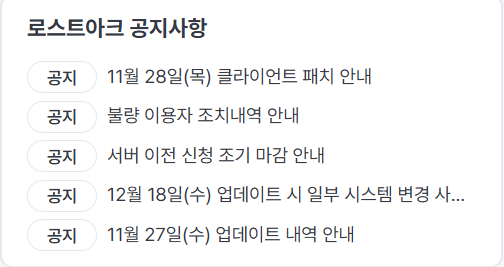 로스트아크 공지사항
공지 11월 28일(목) 클라이언트 패치 안내
공지 불량 이용자 조치내역 안내
공지 서버 이전 신청 조기 마감 안내
공지 12월 18일(수) 업데이트 시 일부 시스템 변경 사...
공지 11월 27일(수) 업데이트 내역 안내